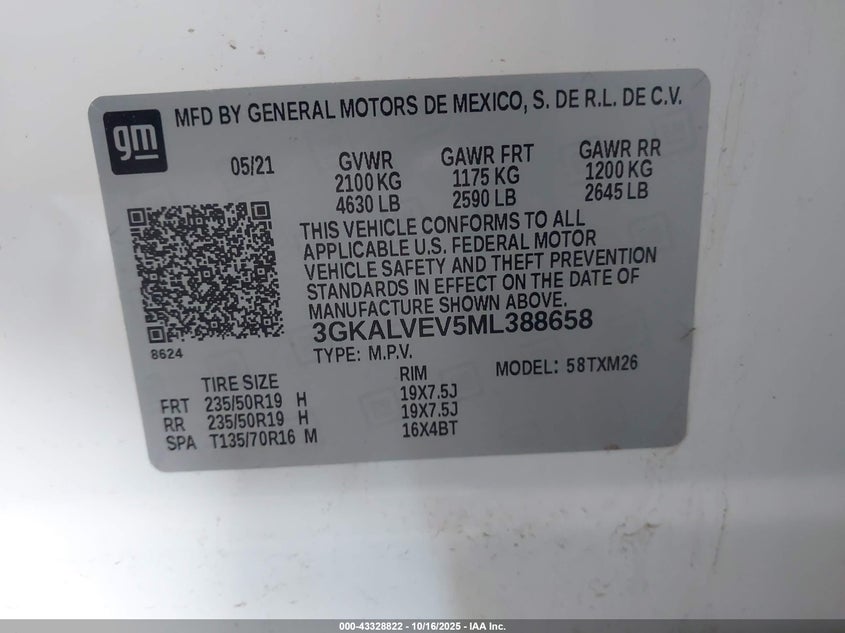 gm
MFD BY GENERAL MOTORS DE MEXICO, S. DE R.L. DE C.V.
05/21 GVWR GAWR FRT GAWR RR
2100 KG 1175 KG 1200 KG
4630 LB 2590 LB 2645 LB
THIS VEHICLE CONFORMS TO ALL
APPLICABLE U.S. FEDERAL MOTOR
VEHICLE SAFETY AND THEFT PREVENTION
STANDARDS IN EFFECT ON THE DATE OF
MANUFACTURE SHOWN ABOVE.
3GKALVEV5ML388658
8624
TYPE: M.P.V. MODEL: 58TXM26
TIRE SIZE RIM
FRT 235/50R19 H 19X7.5J
RR 235/50R19 H 19X7.5J
SPA T135/70R16 M 16X4BT
000-43328822 - 10/16/2025 - IAA Inc.